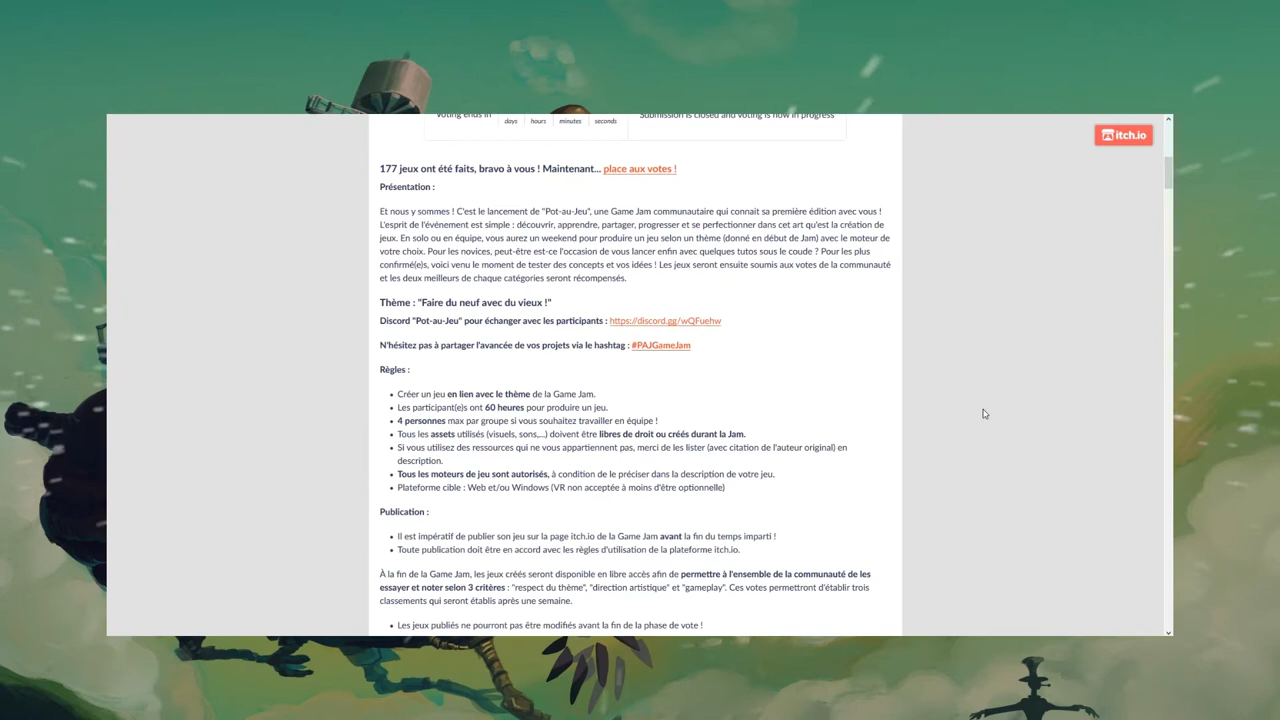 Voting ends in
days hours minutes seconds
Submission is closed and voting is now in progress
itch.io
177 jeux ont été faits, bravo à vous ! Maintenant... place aux votes !
Présentation :
Et nous y sommes ! C'est le lancement de "Pot-au-Jeu", une Game Jam communautaire qui connait sa première édition avec vous !
L'esprit de l'événement est simple : découvrir, apprendre, partager, progresser et se perfectionner dans cet art qu'est la création de
jeux. En solo ou en équipe, vous aurez un weekend pour produire un jeu selon un thème (donné en début de Jam) avec le moteur de
votre choix. Pour les novices, peut-être est-ce l'occasion de vous lancer enfin avec quelques tutos sous le coude ? Pour les plus
confirmé(e)s, voici venu le moment de tester des concepts et vos idées ! Les jeux seront ensuite soumis aux votes de la communauté
et les deux meilleurs de chaque catégories seront récompensés.
Thème : "Faire du neuf avec du vieux !"
Discord "Pot-au-Jeu" pour échanger avec les participants : https://discord.gg/wQFuehw
N'hésitez pas à partager l'avancée de vos projets via le hashtag : #PAJGameJam
Règles :
• Créer un jeu en lien avec le thème de la Game Jam.
• Les participant(e)s ont 60 heures pour produire un jeu.
• 4 personnes max par groupe si vous souhaitez travailler en équipe !
• Tous les assets utilisés (visuels, sons,...) doivent être libres de droit ou créés durant la Jam.
• Si vous utilisez des ressources qui ne vous appartiennent pas, merci de les lister (avec citation de l'auteur original) en
description.
• Tous les moteurs de jeu sont autorisés, à condition de le préciser dans la description de votre jeu.
• Plateforme cible : Web et/ou Windows (VR non acceptée à moins d'être optionnelle)
Publication :
• Il est impératif de publier son jeu sur la page itch.io de la Game Jam avant la fin du temps imparti !
• Toute publication doit être en accord avec les règles d'utilisation de la plateforme itch.io.
À la fin de la Game Jam, les jeux créés seront disponible en libre accès afin de permettre à l'ensemble de la communauté de les
essayer et noter selon 3 critères : "respect du thème", "direction artistique" et "gameplay". Ces votes permettront d'établir trois
classements qui seront établis après une semaine.
• Les jeux publiés ne pourront pas être modifiés avant la fin de la phase de vote !